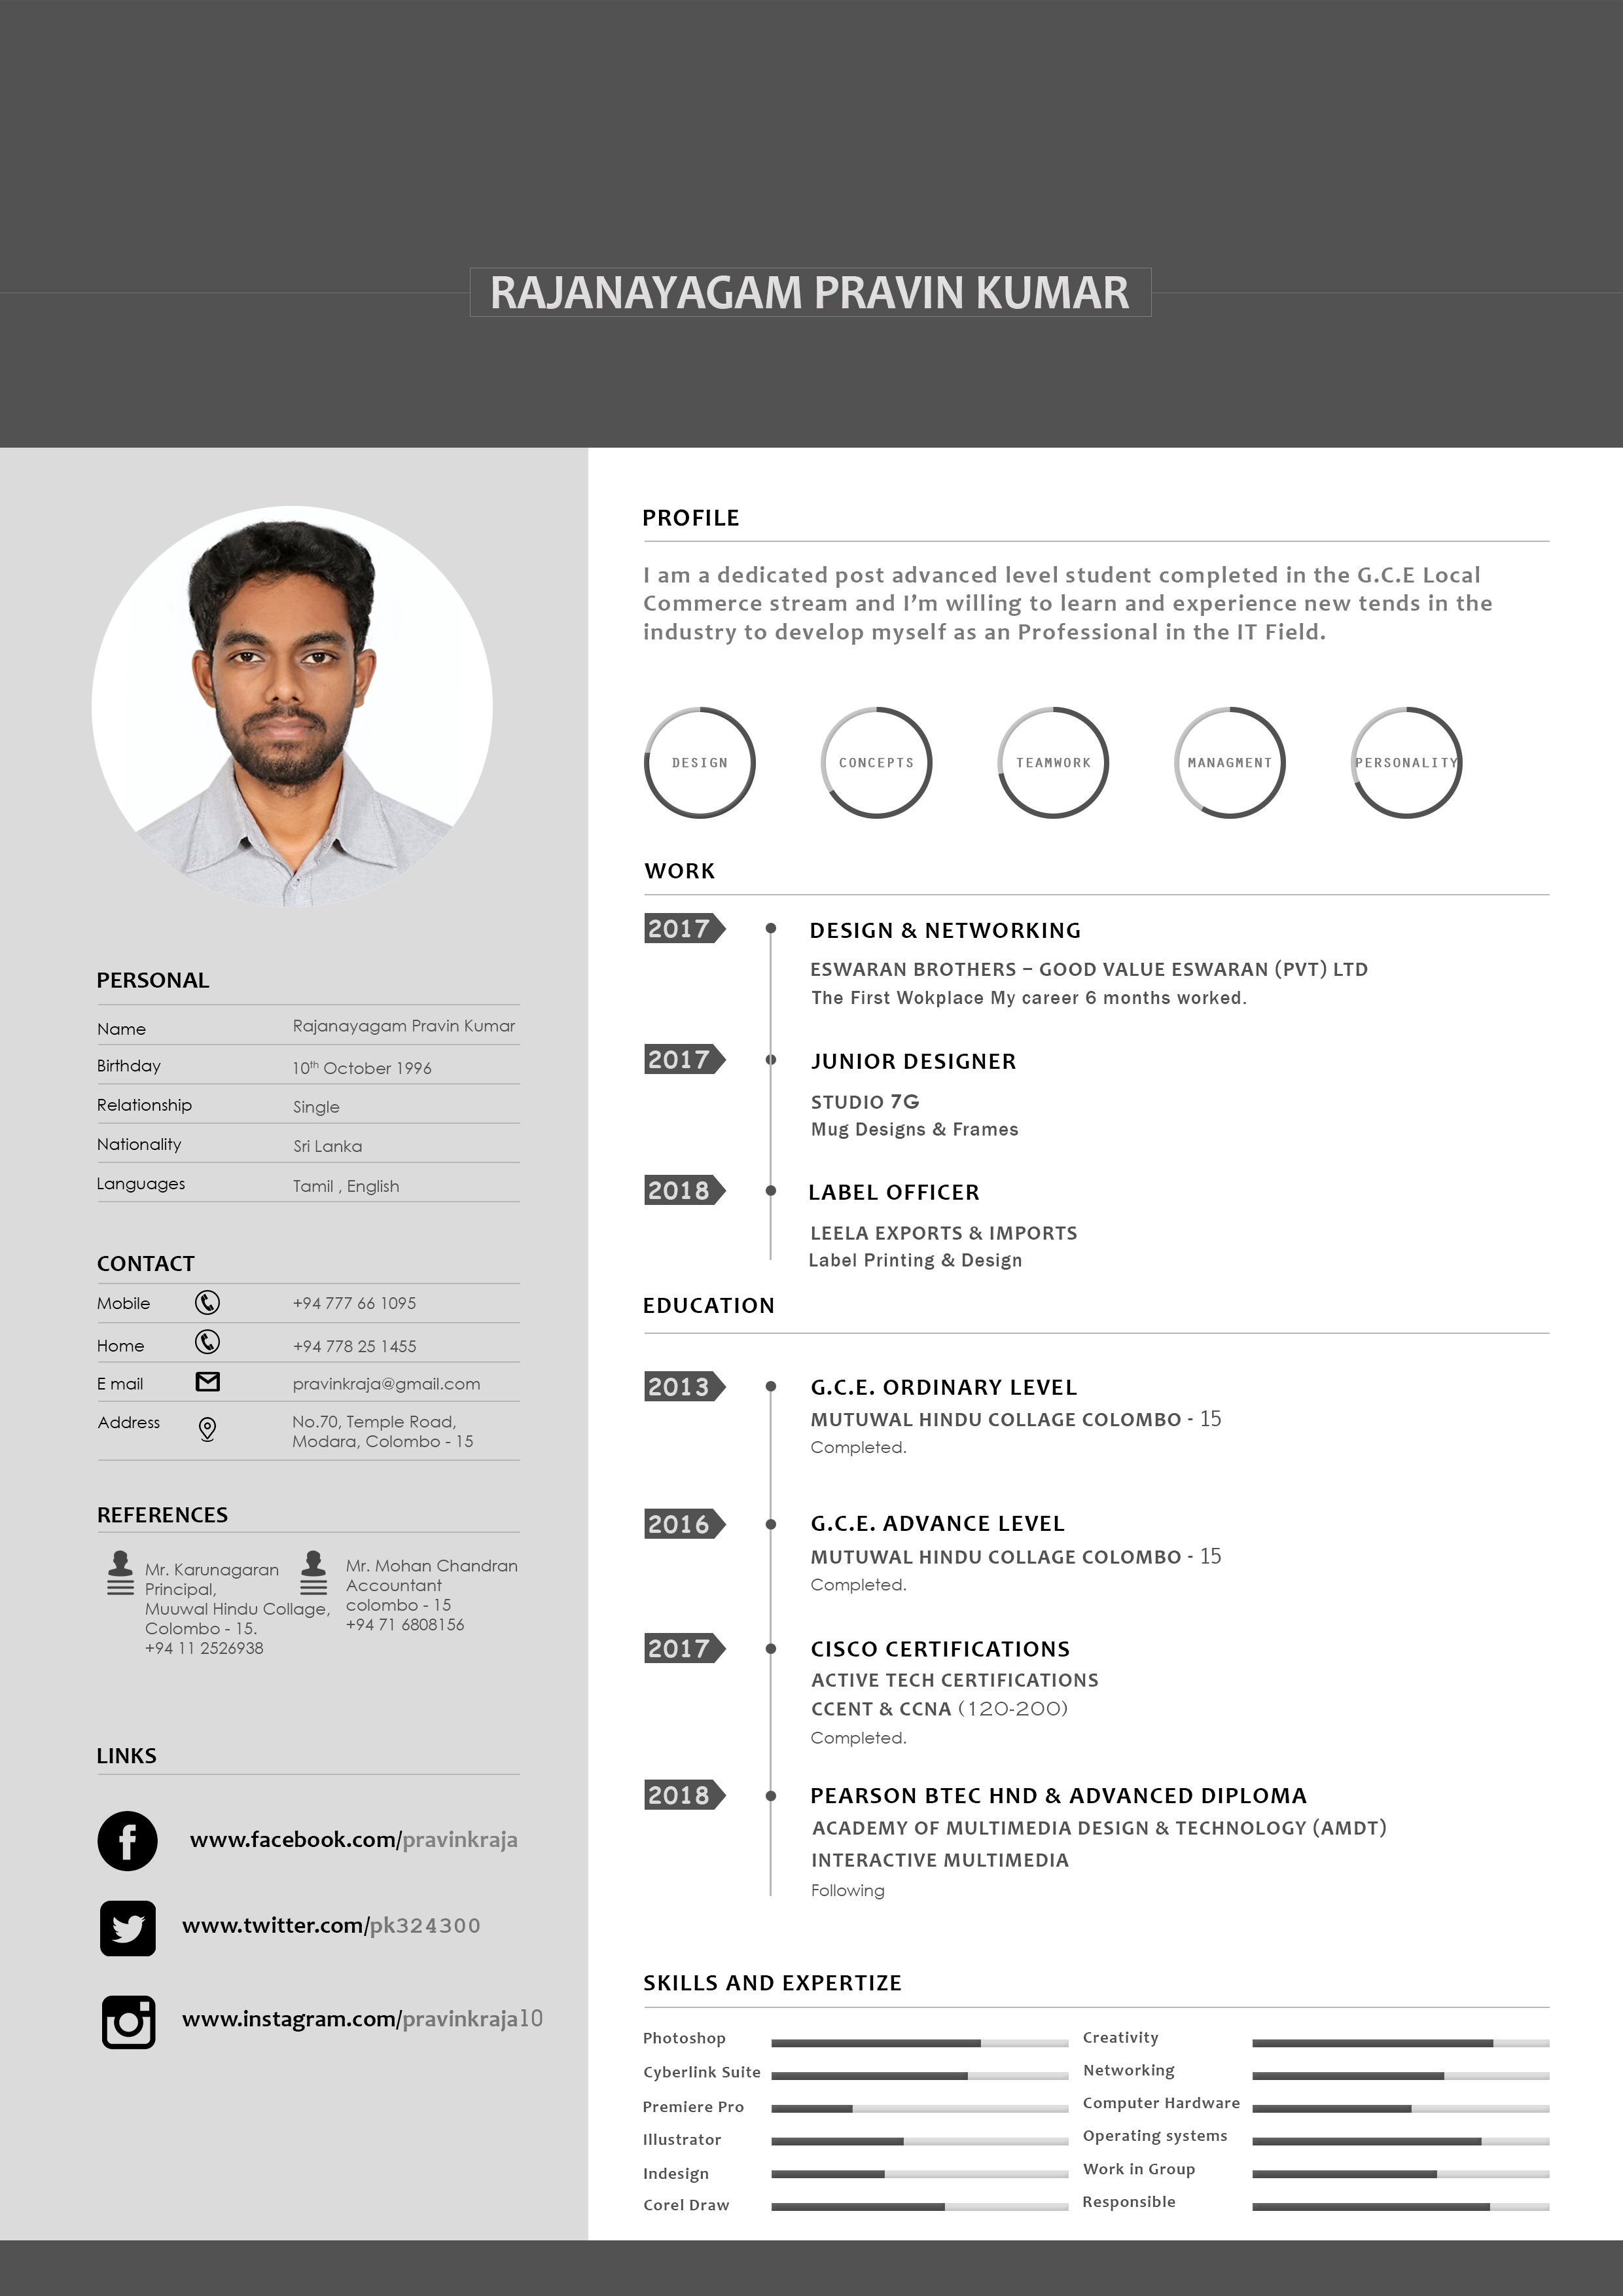 RAJANAYAGAM PRAVIN KUMAR
PERSONAL
Name Rajanayagam Pravin Kumar
Birthday 10th October 1996
Relationship Single
Nationality Sri Lanka
Languages Tamil , English
CONTACT
Mobile +94 777 66 1095
Home +94 778 25 1455
E mail pravinkraja@gmail.com
Address No.70, Temple Road,
Modara, Colombo - 15
REFERENCES
Mr. Karunagaran
Principal,
Muuwal Hindu Collage,
Colombo - 15.
+94 11 2526938
Mr. Mohan Chandran
Accountant
colombo - 15
+94 71 6808156
LINKS
www.facebook.com/pravinkraja
www.twitter.com/pk324300
www.instagram.com/pravinkraja10
PROFILE
I am a dedicated post advanced level student completed in the G.C.E Local
Commerce stream and I’m willing to learn and experience new tends in the
industry to develop myself as an Professional in the IT Field.
DESIGN
CONCEPTS
TEAMWORK
MANAGMENT
PERSONALITY
WORK
2017 DESIGN & NETWORKING
ESWARAN BROTHERS – GOOD VALUE ESWARAN (PVT) LTD
The First Wokplace My career 6 months worked.
2017 JUNIOR DESIGNER
STUDIO 7G
Mug Designs & Frames
2018 LABEL OFFICER
LEELA EXPORTS & IMPORTS
Label Printing & Design
EDUCATION
2013 G.C.E. ORDINARY LEVEL
MUTUWAL HINDU COLLAGE COLOMBO - 15
Completed.
2016 G.C.E. ADVANCE LEVEL
MUTUWAL HINDU COLLAGE COLOMBO - 15
Completed.
2017 CISCO CERTIFICATIONS
ACTIVE TECH CERTIFICATIONS
CCENT & CCNA (120-200)
Completed.
2018 PEARSON BTEC HND & ADVANCED DIPLOMA
ACADEMY OF MULTIMEDIA DESIGN & TECHNOLOGY (AMDT)
INTERACTIVE MULTIMEDIA
Following
SKILLS AND EXPERTIZE
Photoshop
Cyberlink Suite
Premiere Pro
Illustrator
Indesign
Corel Draw
Creativity
Networking
Computer Hardware
Operating systems
Work in Group
Responsible